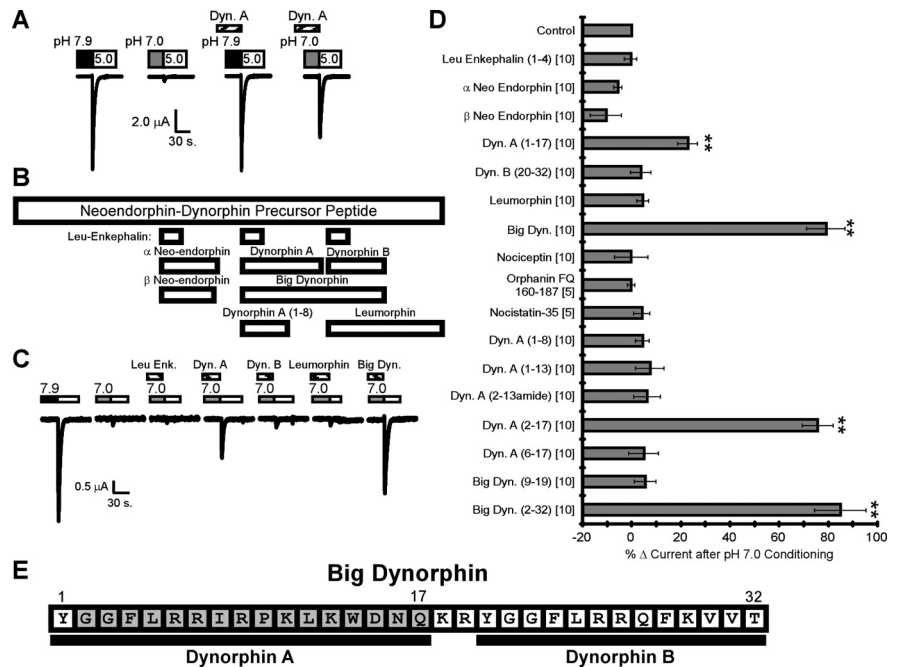 A
Dyn. A
Dyn. A
pH 7.9
pH 7.0
pH 7.9
pH 7.0
5.0
5.0
5.0
5.0
2.0 μA
30 s.
B
Neoendorphin-Dynorphin Precursor Peptide
Leu-Enkephalin:
α Neo-endorphin
Dynorphin A
Dynorphin B
β Neo-endorphin
Big Dynorphin
Dynorphin A (1-8)
Leumorphin
C
Leu Enk.
Dyn. A
Dyn. B
Leumorphin
Big Dyn.
7.9
7.0
7.0
7.0
7.0
7.0
7.0
0.5 μA
30 s.
D
Control
Leu Enkephalin (1-4) [10]
α Neo Endorphin [10]
β Neo Endorphin [10]
Dyn. A (1-17) [10]
**
Dyn. B (20-32) [10]
Leumorphin [10]
Big Dyn. [10]
**
Nociceptin [10]
Orphanin FQ
160-187 [5]
Nocistatin-35 [5]
Dyn. A (1-8) [10]
Dyn. A (1-13) [10]
Dyn. A (2-13amide) [10]
Dyn. A (2-17) [10]
**
Dyn. A (6-17) [10]
Big Dyn. (9-19) [10]
Big Dyn. (2-32) [10]
**
-20 0 20 40 60 80 100
% Δ Current after pH 7.0 Conditioning
E
Big Dynorphin
1 17 32
Y G G F L R R I R P K L K W D N Q K R Y G G F L R R Q F K V V T
Dynorphin A
Dynorphin B